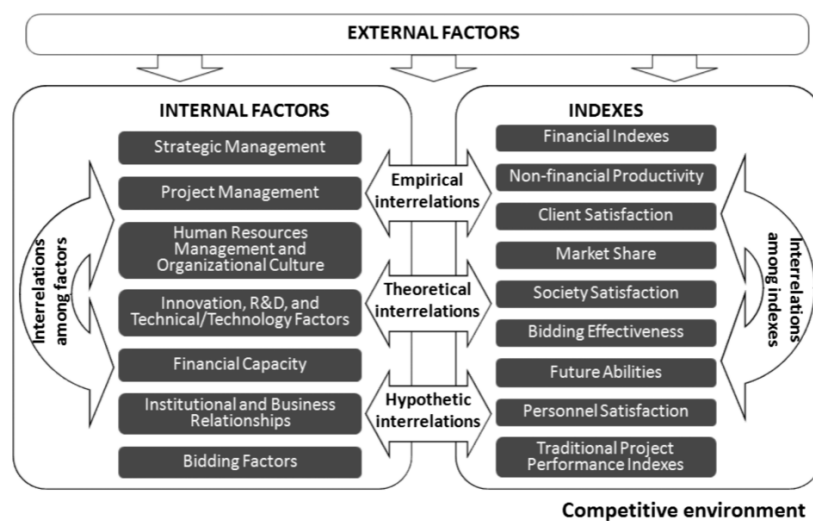 EXTERNAL FACTORS
INTERNAL FACTORS
Strategic Management
Project Management
Human Resources
Management and
Organizational Culture
Innovation, R&D, and
Technical/Technology Factors
Financial Capacity
Institutional and Business
Relationships
Bidding Factors
Interrelations
among factors
Empirical
interrelations
Theoretical
interrelations
Hypothetic
interrelations
INDEXES
Financial Indexes
Non-financial Productivity
Client Satisfaction
Market Share
Society Satisfaction
Bidding Effectiveness
Future Abilities
Personnel Satisfaction
Traditional Project
Performance Indexes
Interrelations
among indexes
Competitive environment